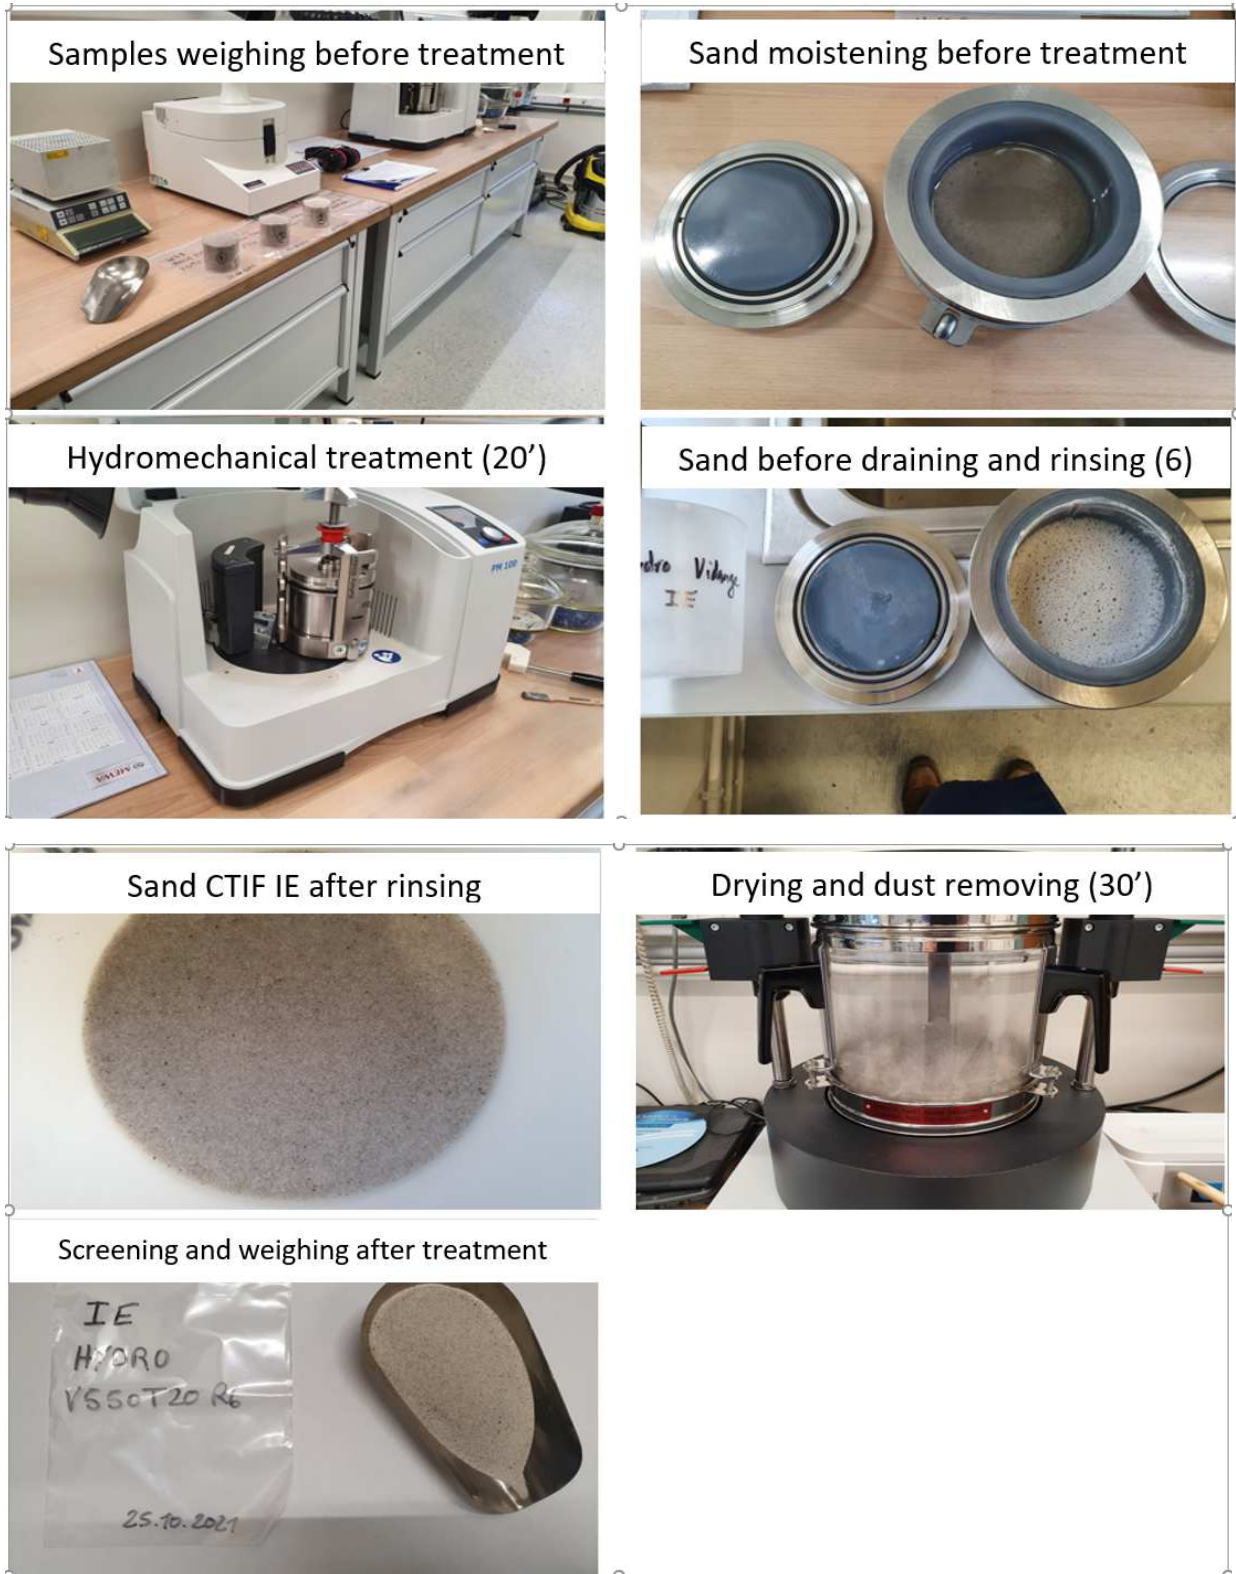 Samples weighing before treatment
Sand moistening before treatment
Hydromechanical treatment (20’)
Sand before draining and rinsing (6)
PM 100
Vilange
IE
Sand CTIF IE after rinsing
Drying and dust removing (30’)
Screening and weighing after treatment
IE
HYDRO
V550T20 R6
25.10.2021